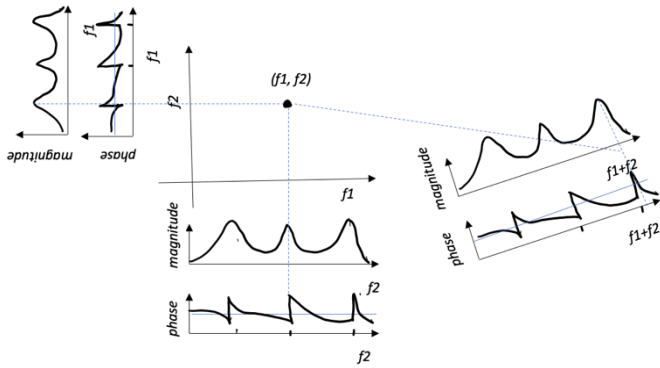 f1
f1
magnitude
phase
(f1, f2)
f2
f1
magnitude
f2
phase
f2
magnitude
f1+f2
phase
f1+f2